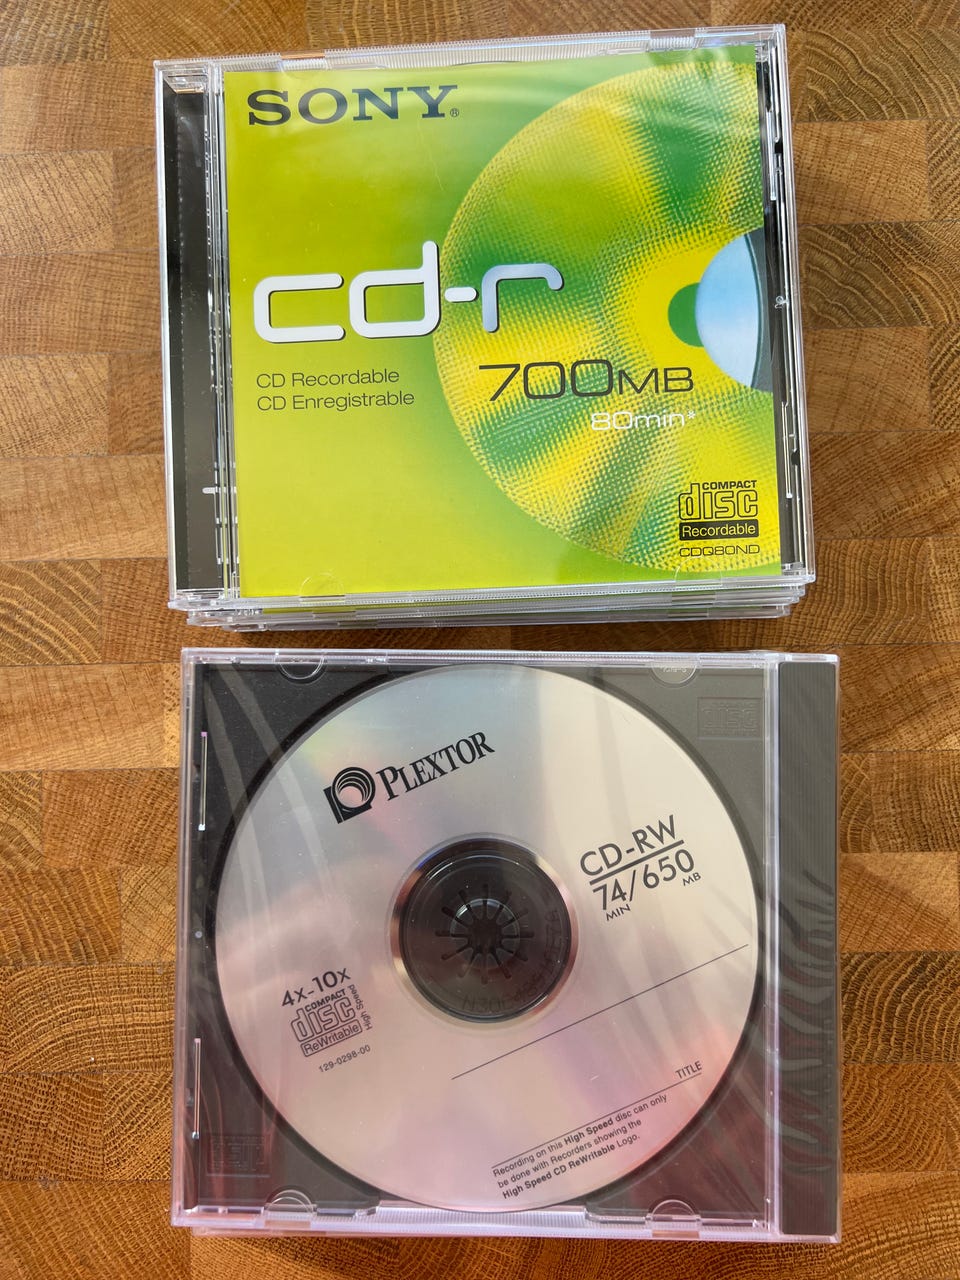 SONY®
cd-r
CD Recordable
CD Enregistrable
700MB
80min*
COMPACT
disc
Recordable
CDQ80ND
PLEXTOR
CD-RW
74/650
MIN MB
4x-10x
COMPACT
disc
ReWritable
High Speed
129-0298-00
TITLE
Recording on this High Speed disc can only
be done with Recorders showing the
High Speed CD ReWritable Logo.
COMPACT
disc